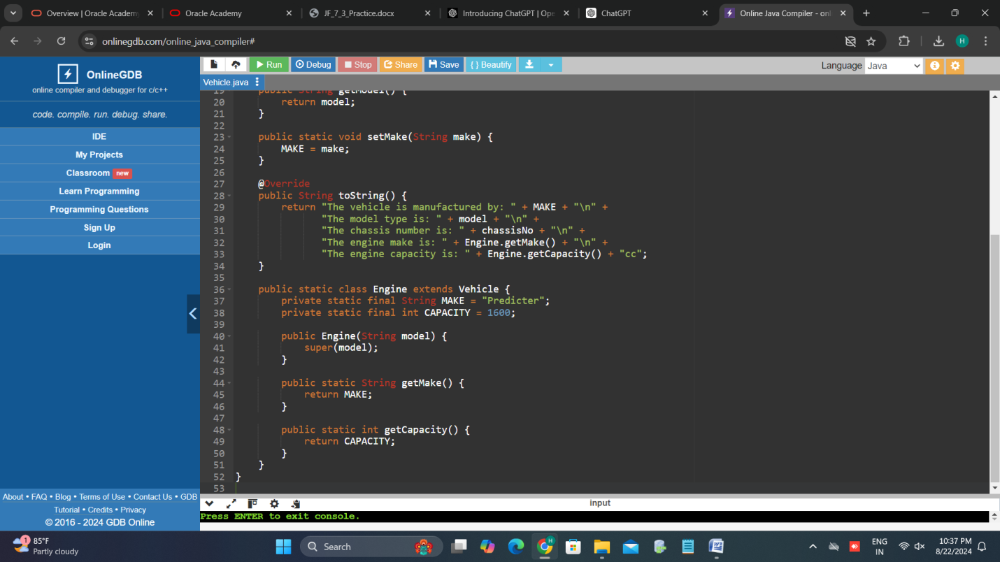 Overview | Oracle Academy
Oracle Academy
JF_7_3_Practice.docx
Introducing ChatGPT | Ope
ChatGPT
Online Java Compiler - onl
onlinegdb.com/online_java_compiler#
H
OnlineGDB
online compiler and debugger for c/c++
code. compile. run. debug. share.
IDE
My Projects
Classroom new
Learn Programming
Programming Questions
Sign Up
Login
About • FAQ • Blog • Terms of Use • Contact Us • GDB
Tutorial • Credits • Privacy
© 2016 - 2024 GDB Online
Run Debug Stop Share Save { } Beautify
Language Java
Vehicle.java
19 public String getModel() {
20 return model;
21 }
22
23 public static void setMake(String make) {
24 MAKE = make;
25 }
26
27 @Override
28 public String toString() {
29 return "The vehicle is manufactured by: " + MAKE + "\n" +
30 "The model type is: " + model + "\n" +
31 "The chassis number is: " + chassisNo + "\n" +
32 "The engine make is: " + Engine.getMake() + "\n" +
33 "The engine capacity is: " + Engine.getCapacity() + "cc";
34 }
35
36 public static class Engine extends Vehicle {
37 private static final String MAKE = "Predicter";
38 private static final int CAPACITY = 1600;
39
40 public Engine(String model) {
41 super(model);
42 }
43
44 public static String getMake() {
45 return MAKE;
46 }
47
48 public static int getCapacity() {
49 return CAPACITY;
50 }
51 }
52 }
53
input
Press ENTER to exit console.
1
85°F
Partly cloudy
Search
ENG
IN
10:37 PM
8/22/2024